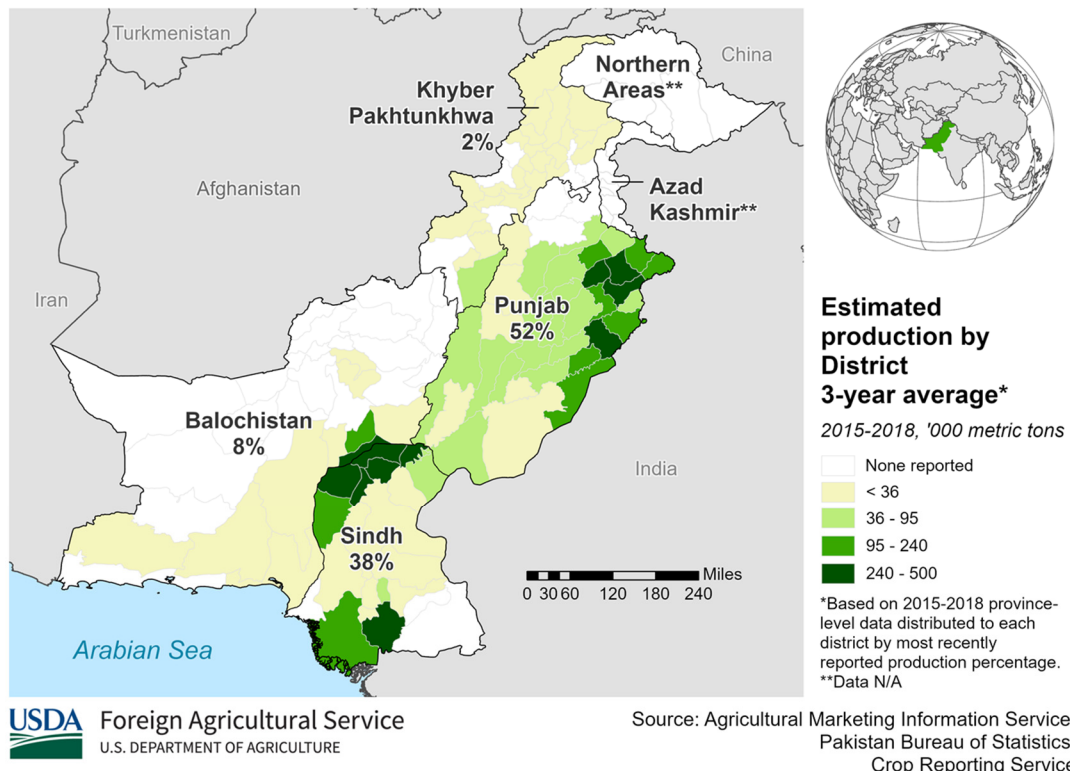 Turkmenistan
China
Northern
Areas**
Khyber
Pakhtunkhwa
2%
Afghanistan
Azad
Kashmir**
Iran
Punjab
52%
Balochistan
8%
India
Sindh
38%
Miles
0 30 60 120 180 240
Arabian Sea
Estimated
production by
District
3-year average*
2015-2018, '000 metric tons
None reported
< 36
36 - 95
95 - 240
240 - 500
*Based on 2015-2018 province-
level data distributed to each
district by most recently
reported production percentage.
**Data N/A
USDA
Foreign Agricultural Service
U.S. DEPARTMENT OF AGRICULTURE
Source: Agricultural Marketing Information Service
Pakistan Bureau of Statistics
Crop Reporting Service